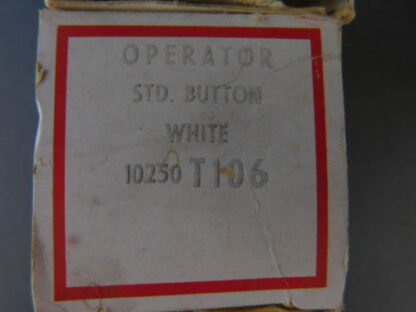 OPERATOR
STD. BUTTON
WHITE
10250 T106